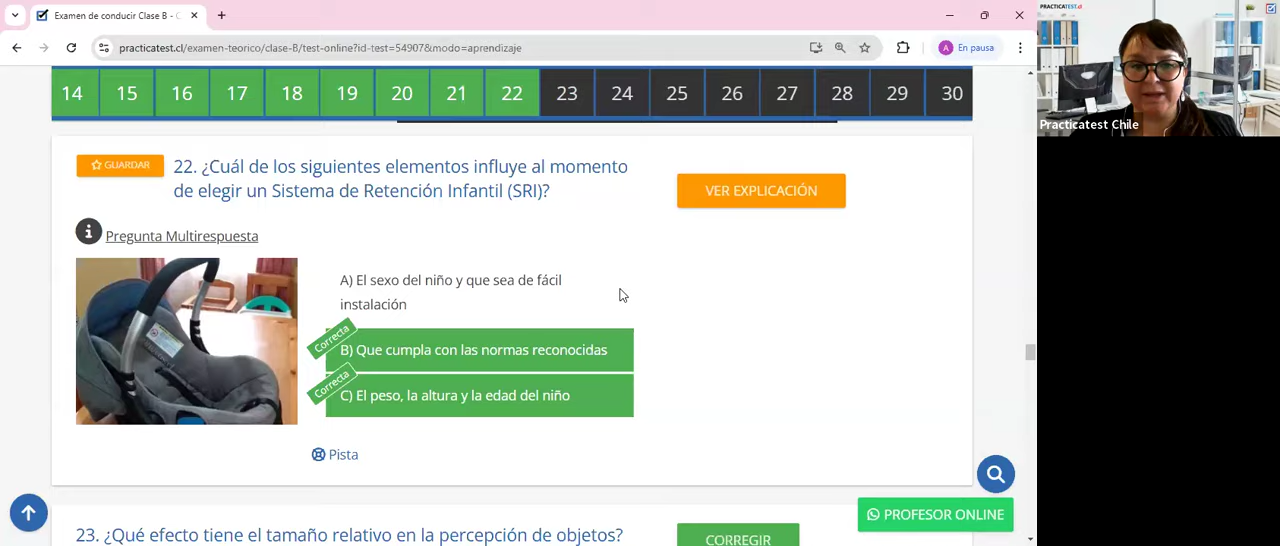 Examen de conducir Clase B - C
practicatest.cl/examen-teorico/clase-B/test-online?id-test=54907&modo=aprendizaje
A En pausa
PRACTICATEST.cl
Practicatest Chile
14 15 16 17 18 19 20 21 22 23 24 25 26 27 28 29 30
GUARDAR
22. ¿Cuál de los siguientes elementos influye al momento
de elegir un Sistema de Retención Infantil (SRI)?
VER EXPLICACIÓN
Pregunta Multirespuesta
A) El sexo del niño y que sea de fácil
instalación
Correcta
B) Que cumpla con las normas reconocidas
Correcta
C) El peso, la altura y la edad del niño
Pista
PROFESOR ONLINE
23. ¿Qué efecto tiene el tamaño relativo en la percepción de objetos?
CORREGIR